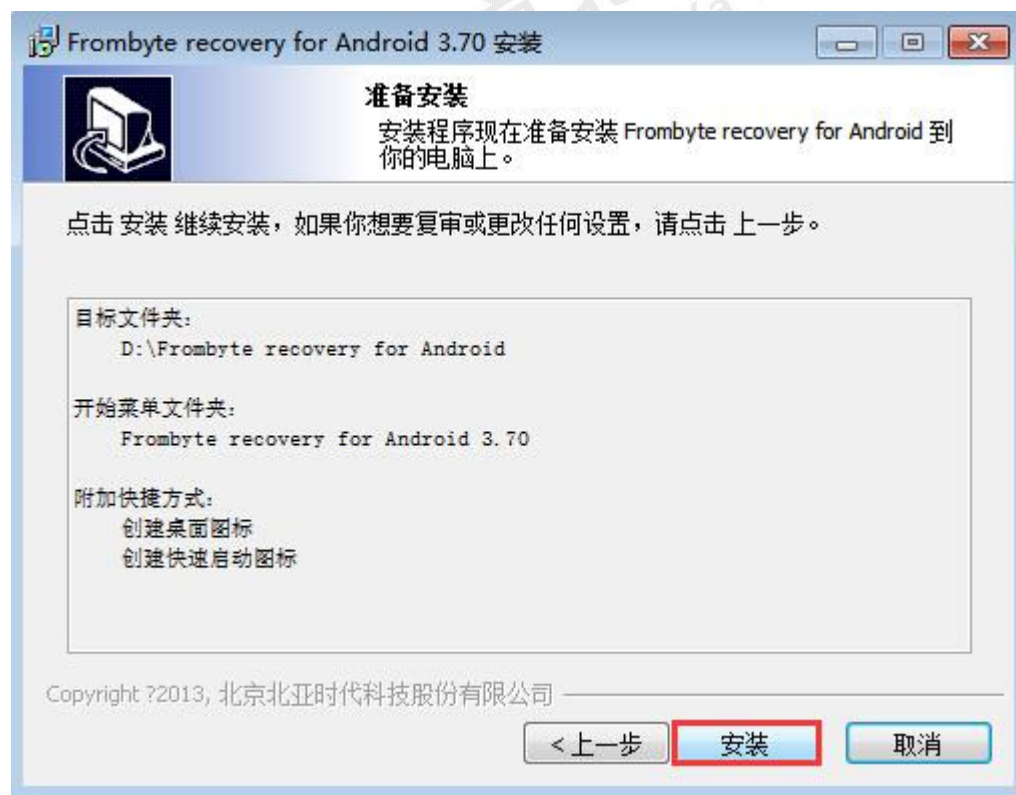 Frombyte recovery for Android 3.70 安装
准备安装
安装程序现在准备安装 Frombyte recovery for Android 到
你的电脑上。
点击 安装 继续安装，如果你想要复审或更改任何设置，请点击 上一步。
目标文件夹:
D:\Frombyte recovery for Android
开始菜单文件夹:
Frombyte recovery for Android 3.70
附加快捷方式:
创建桌面图标
创建快速启动图标
Copyright ?2013, 北京北亚时代科技股份有限公司
<上一步 安装 取消